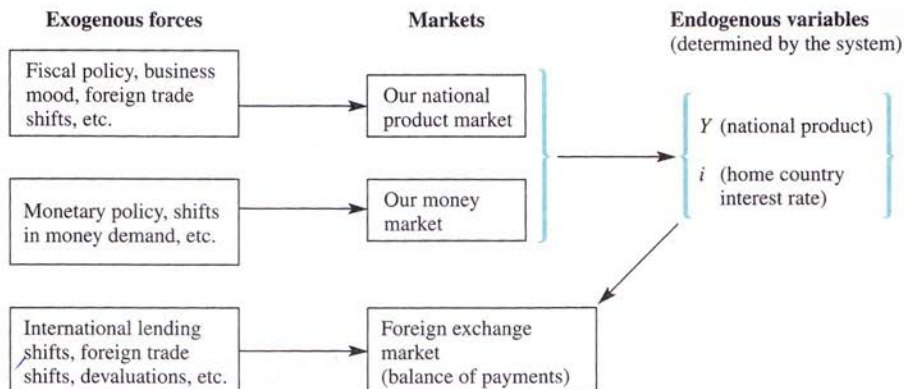 Exogenous forces
Markets
Endogenous variables
(determined by the system)
Fiscal policy, business
mood, foreign trade
shifts, etc.
Our national
product market
Y (national product)
i (home country
interest rate)
Monetary policy, shifts
in money demand, etc.
Our money
market
International lending
shifts, foreign trade
shifts, devaluations, etc.
Foreign exchange
market
(balance of payments)